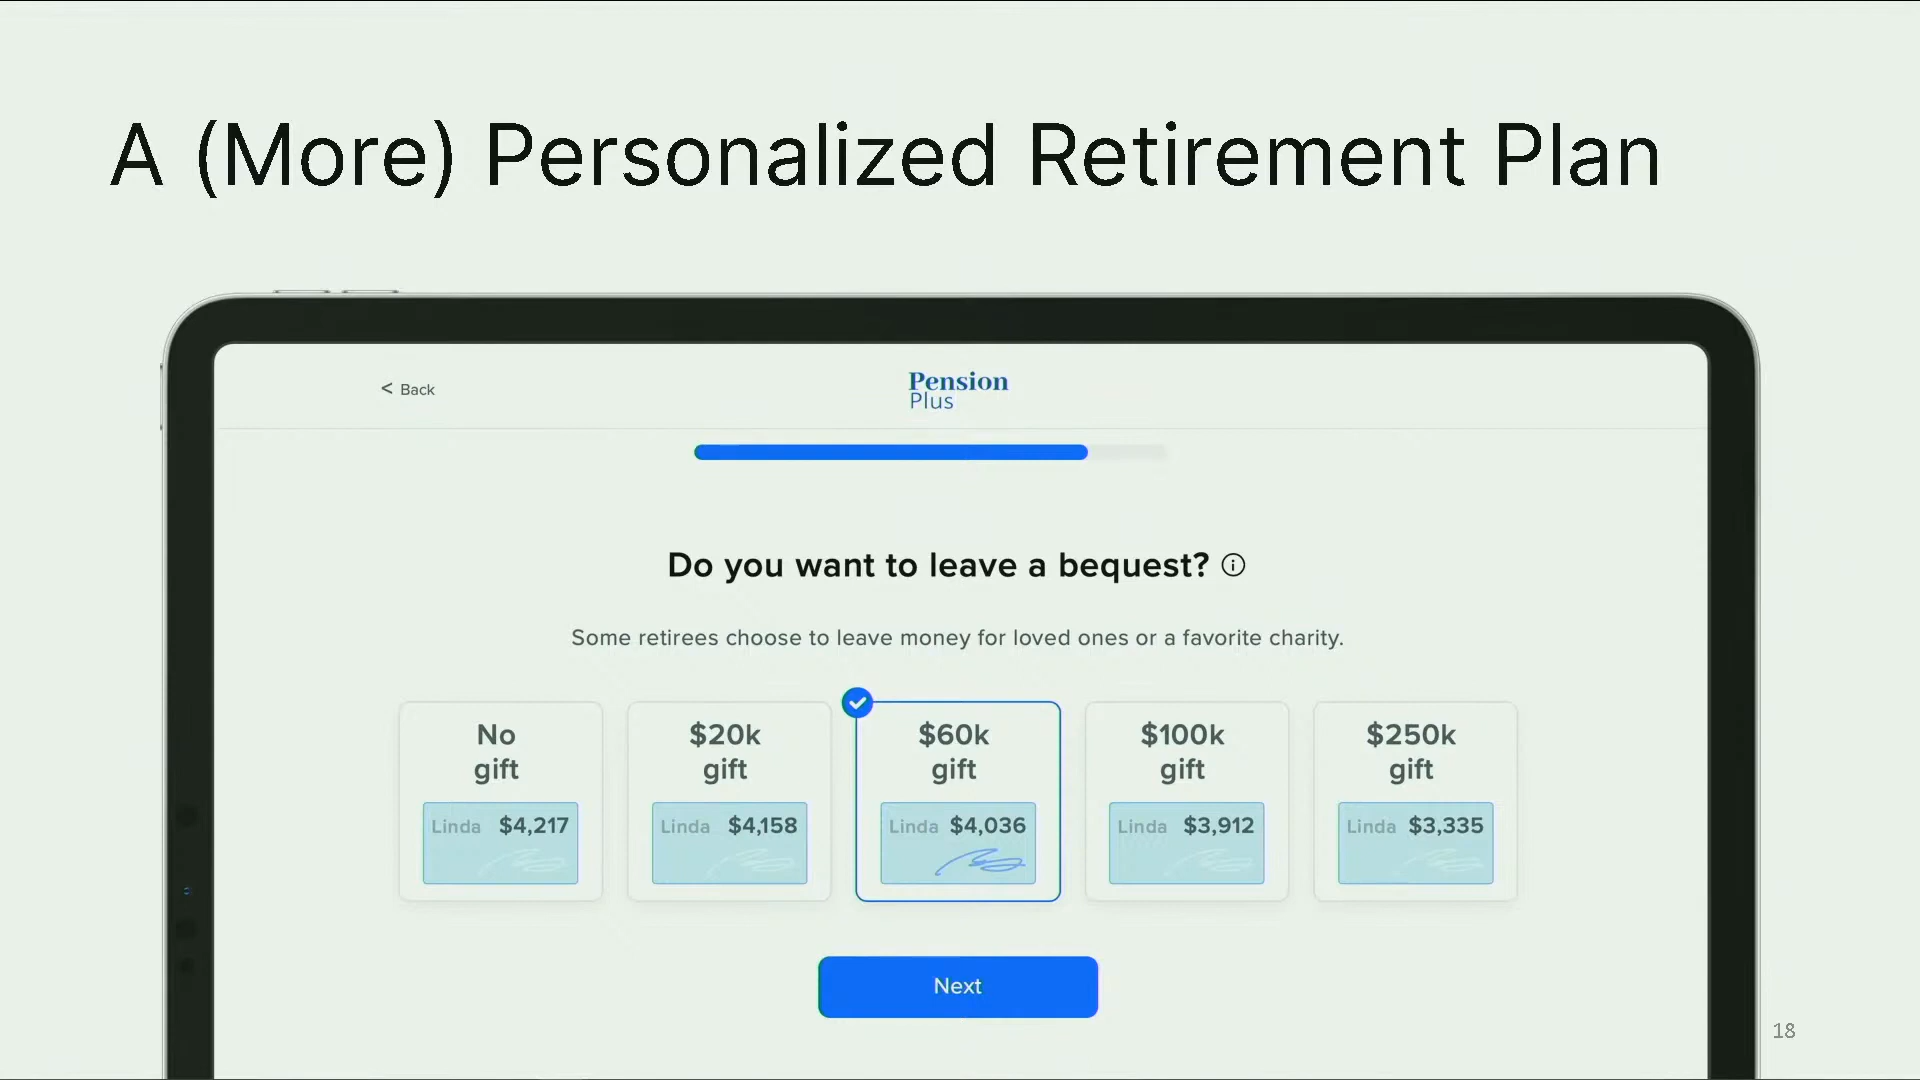 A (More) Personalized Retirement Plan
< Back
Pension
Plus
Do you want to leave a bequest?
Some retirees choose to leave money for loved ones or a favorite charity.
No
gift
Linda $4,217
$20k
gift
Linda $4,158
$60k
gift
Linda $4,036
$100k
gift
Linda $3,912
$250k
gift
Linda $3,335
Next
18